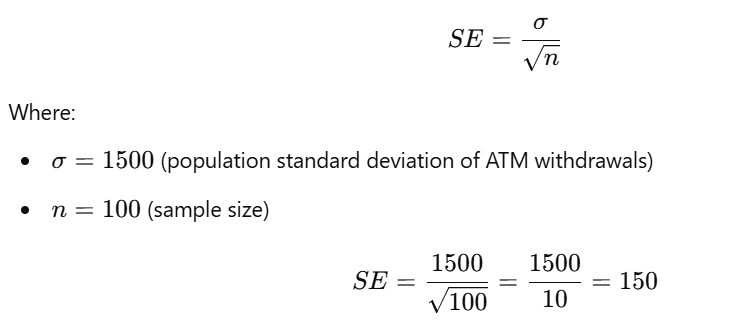 SE = σ / √n
Where:
• σ = 1500 (population standard deviation of ATM withdrawals)
• n = 100 (sample size)
SE = 1500 / √100 = 1500 / 10 = 150